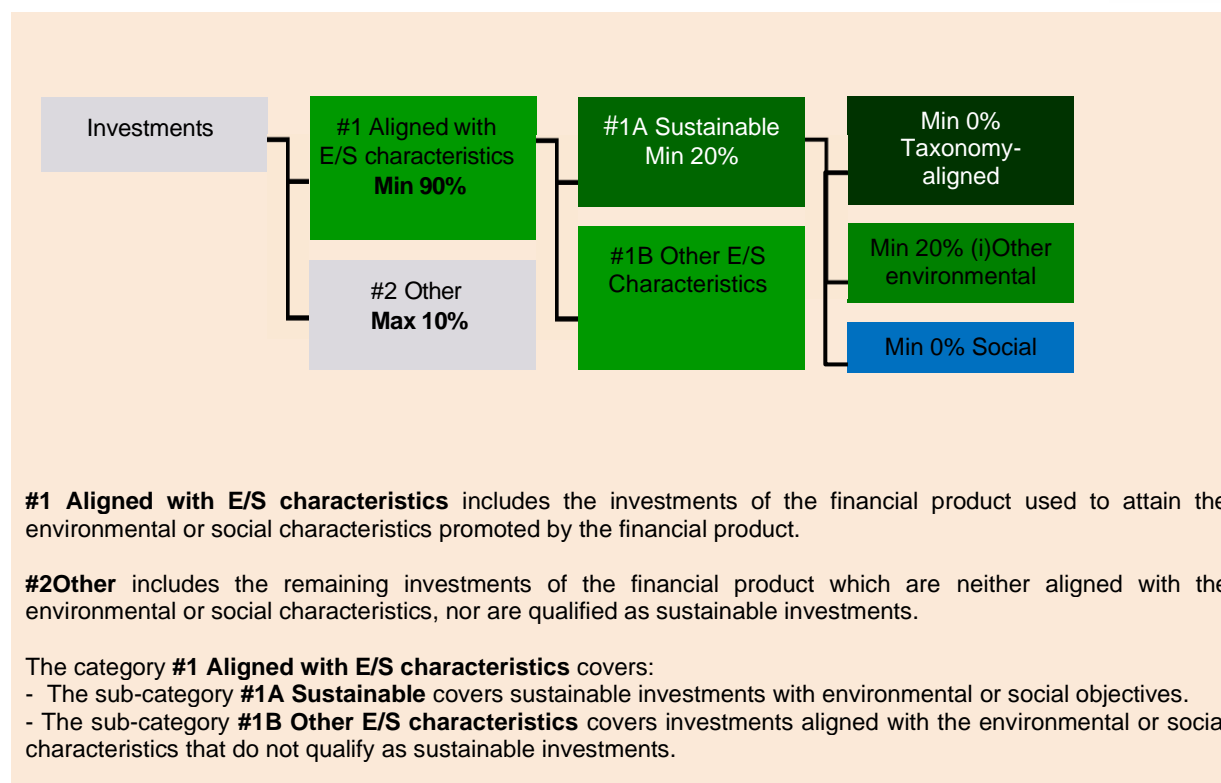 Investments
#1 Aligned with
E/S characteristics
Min 90%
#2 Other
Max 10%
#1A Sustainable
Min 20%
#1B Other E/S
Characteristics
Min 0%
Taxonomy-
aligned
Min 20% (i)Other
environmental
Min 0% Social
#1 Aligned with E/S characteristics includes the investments of the financial product used to attain the
environmental or social characteristics promoted by the financial product.
#2Other includes the remaining investments of the financial product which are neither aligned with the
environmental or social characteristics, nor are qualified as sustainable investments.
The category #1 Aligned with E/S characteristics covers:
- The sub-category #1A Sustainable covers sustainable investments with environmental or social objectives.
- The sub-category #1B Other E/S characteristics covers investments aligned with the environmental or social
characteristics that do not qualify as sustainable investments.